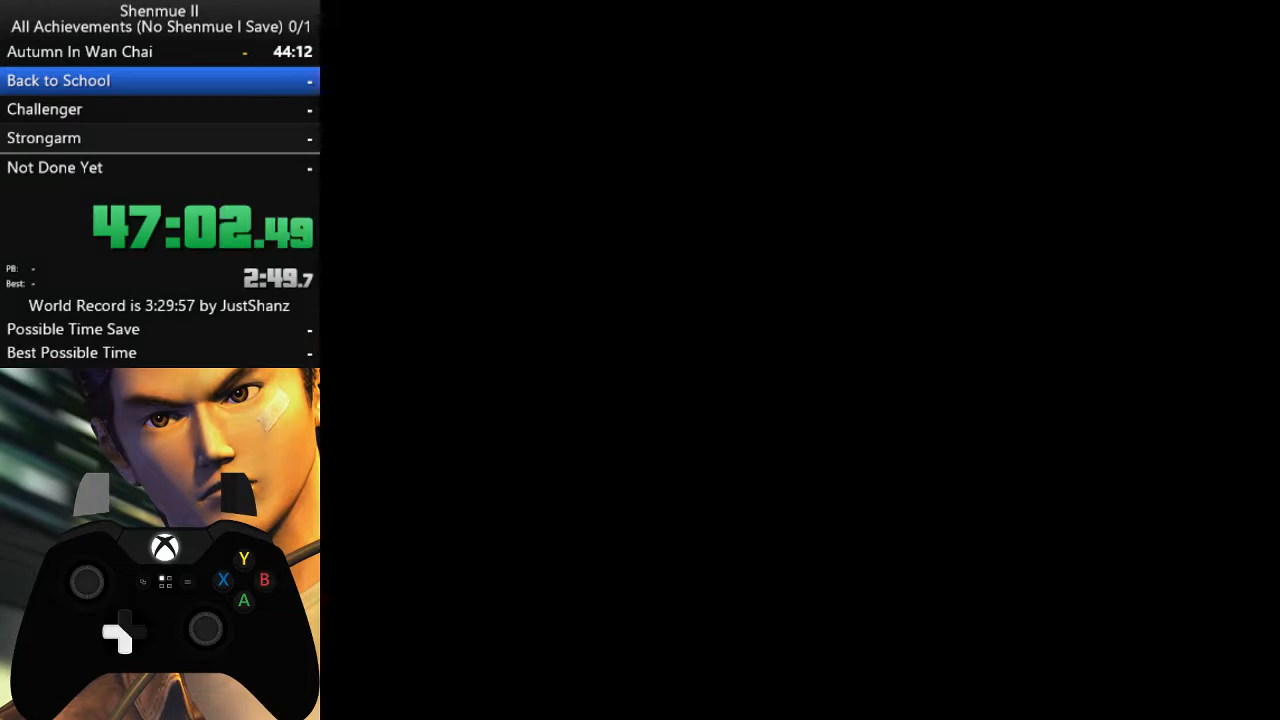 Shenmue II
All Achievements (No Shenmue I Save) 0/1
Autumn In Wan Chai - 44:12
Back to School -
Challenger -
Strongarm -
Not Done Yet -
47:02.49
PB: -
Best: -
2:49.7
World Record is 3:29:57 by JustShanz
Possible Time Save -
Best Possible Time -
Y
X B
A